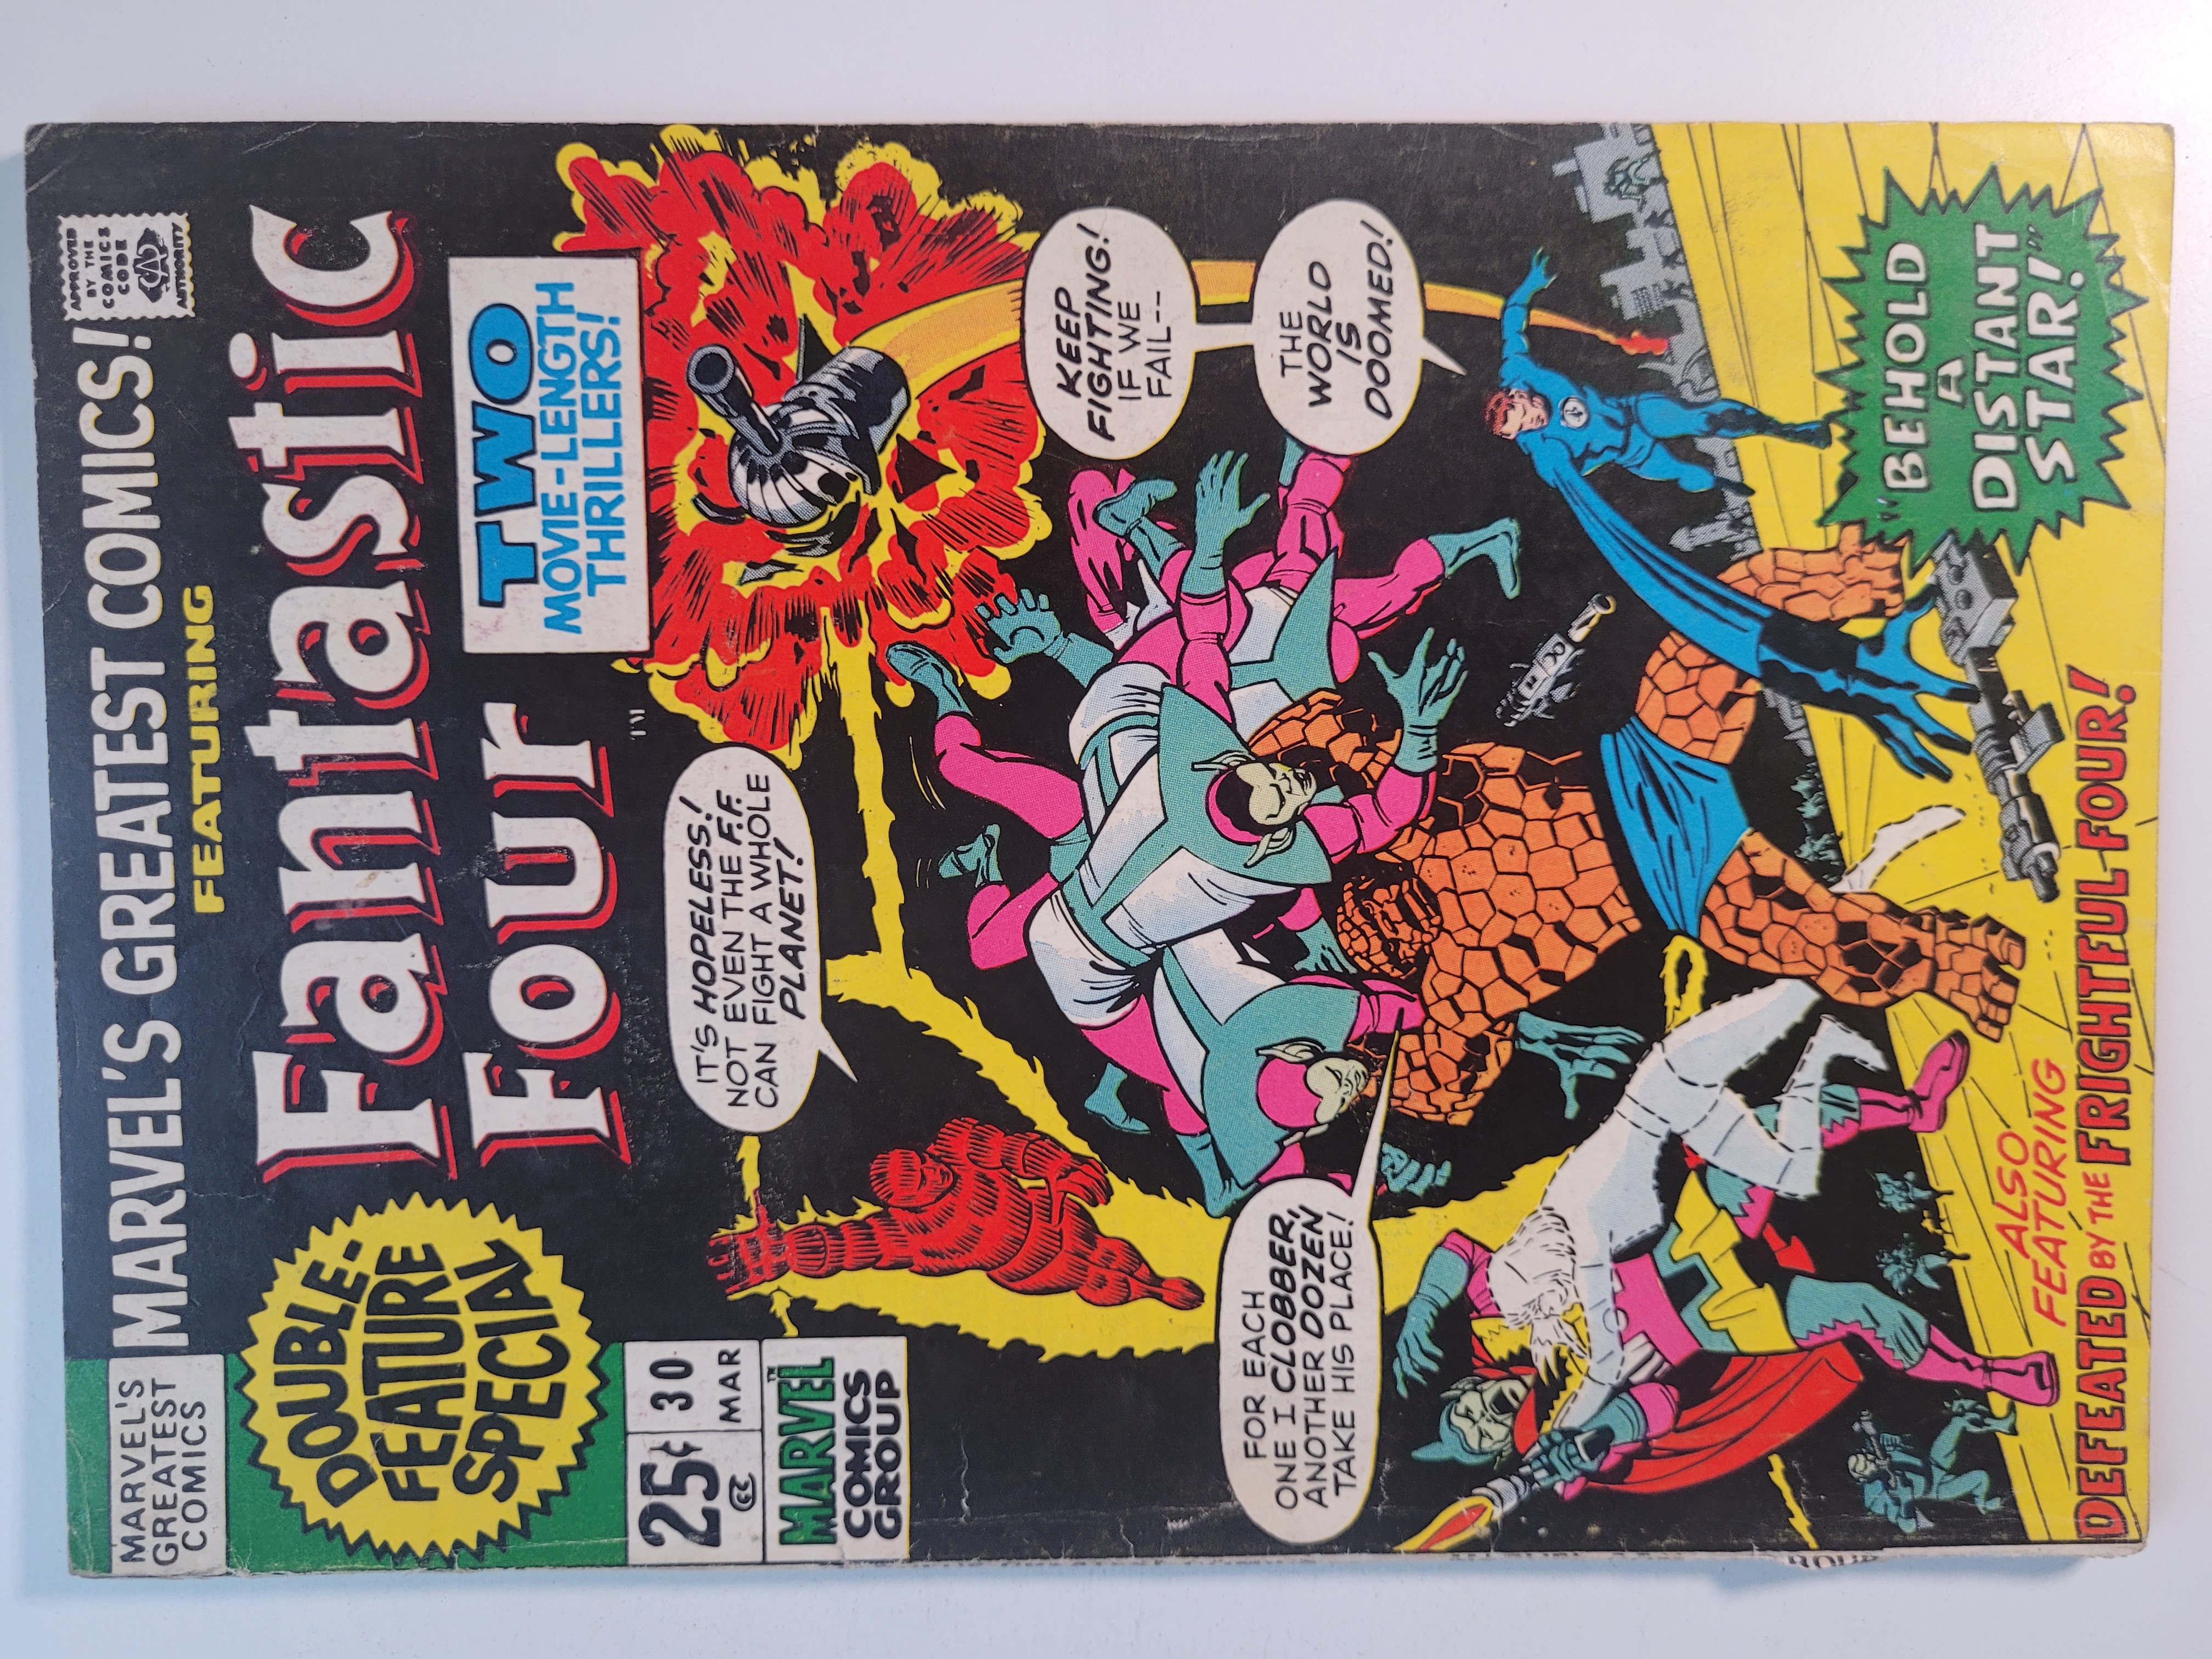 MARVEL'S
GREATEST
COMICS
MARVEL'S GREATEST COMICS!
APPROVED
BY THE
COMICS
CODE
AUTHORITY
FEATURING
DOUBLE-
FEATURE
SPECIAL
Fantastic
Four
TM
TWO
MOVIE-LENGTH
THRILLERS!
25¢
CC
30
MAR
MARVEL™
COMICS
GROUP
IT'S HOPELESS!
NOT EVEN THE F.F.
CAN FIGHT A WHOLE
PLANET!
KEEP
FIGHTING!
IF WE
FAIL--
THE
WORLD
IS
DOOMED!
FOR EACH
ONE I CLOBBER,
ANOTHER DOZEN
TAKE HIS PLACE!
4
"BEHOLD
A
DISTANT
STAR!"
ALSO
FEATURING
DEFEATED BY THE FRIGHTFUL FOUR!